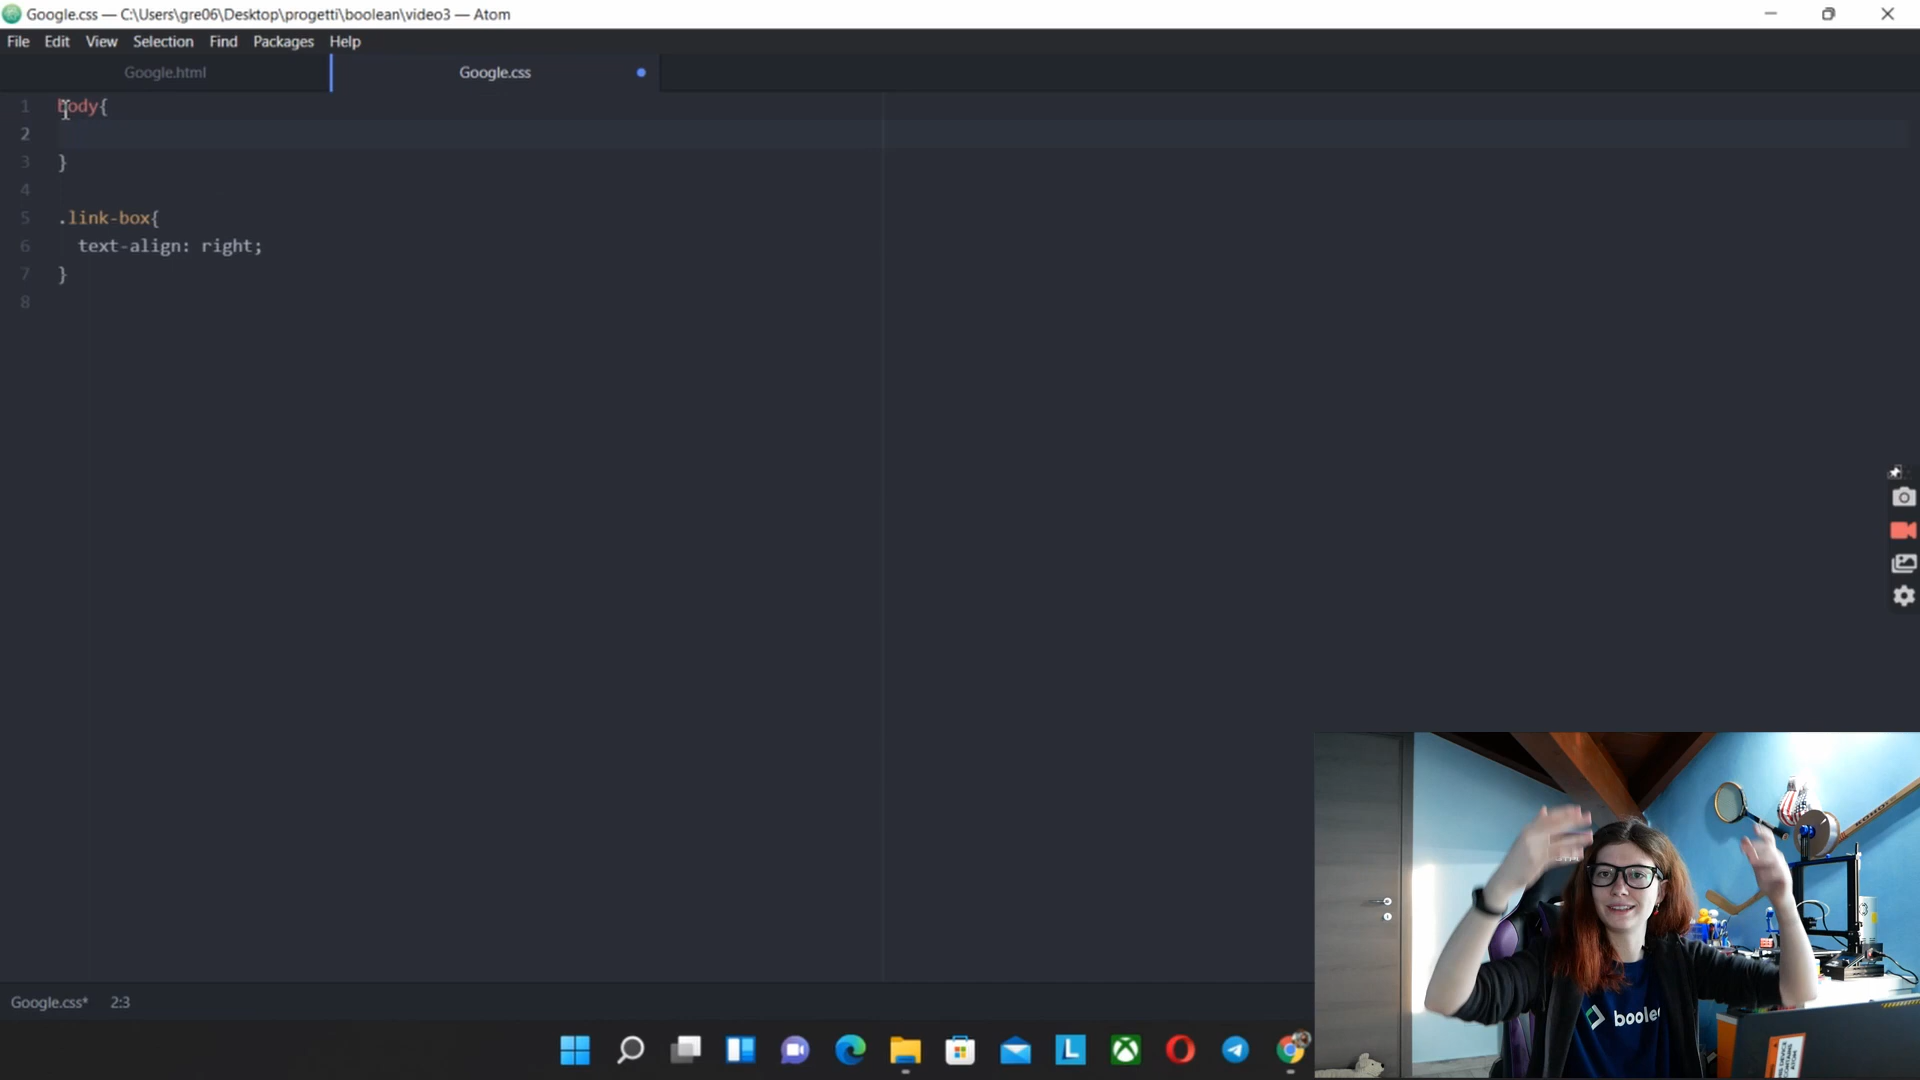 Google.css — C:\Users\gre06\Desktop\progetti\boolean\video3 — Atom
File Edit View Selection Find Packages Help
Google.html Google.css
1 body{
2
3 }
4
5 .link-box{
6 text-align: right;
7 }
8
Google.css* 2:3
boolea